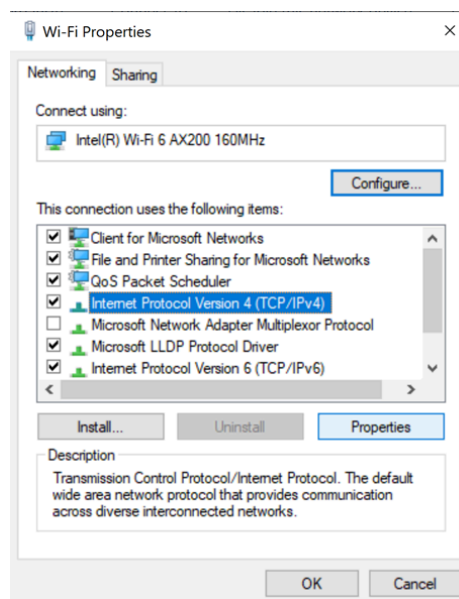 Wi-Fi Properties
Networking
Sharing
Connect using:
Intel(R) Wi-Fi 6 AX200 160MHz
Configure...
This connection uses the following items:
Client for Microsoft Networks
File and Printer Sharing for Microsoft Networks
QoS Packet Scheduler
Internet Protocol Version 4 (TCP/IPv4)
Microsoft Network Adapter Multiplexor Protocol
Microsoft LLDP Protocol Driver
Internet Protocol Version 6 (TCP/IPv6)
Install...
Uninstall
Properties
Description
Transmission Control Protocol/Internet Protocol. The default
wide area network protocol that provides communication
across diverse interconnected networks.
OK
Cancel